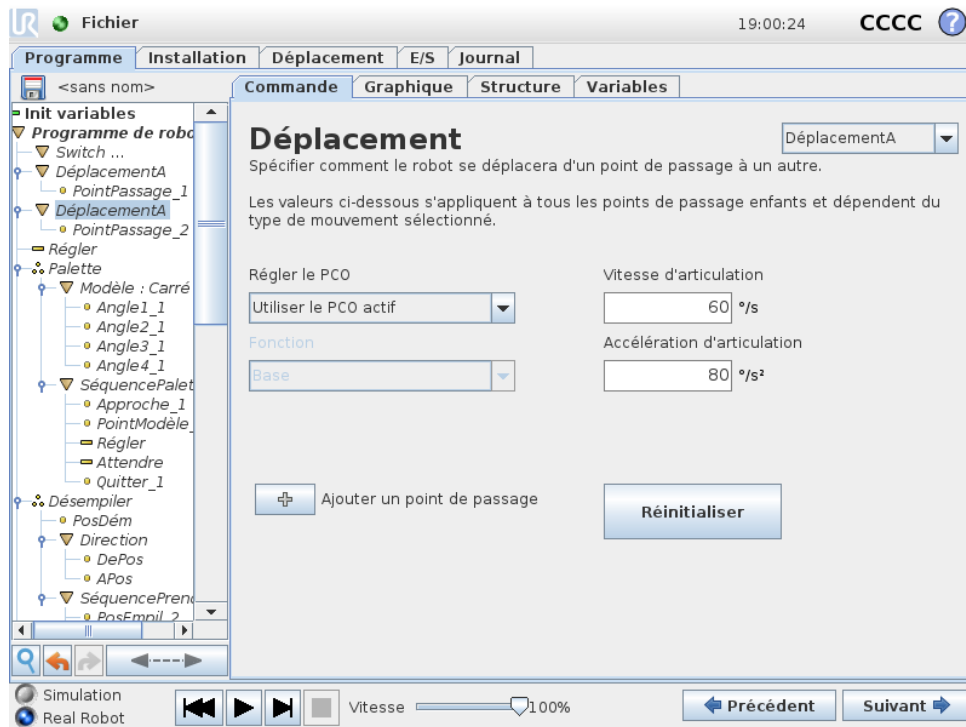 UR Fichier 19:00:24 CCCC ?
Programme Installation Déplacement E/S Journal
<sans nom>
Commande Graphique Structure Variables
Init variables
Programme de robo
Switch ...
DéplacementA
PointPassage_1
DéplacementA
PointPassage_2
Régler
Palette
Modèle : Carré
Angle1_1
Angle2_1
Angle3_1
Angle4_1
SéquencePalet
Approche_1
PointModèle_
Régler
Attendre
Quitter_1
Désempiler
PosDém
Direction
DePos
APos
SéquencePrend
PosEmpil_2
Déplacement
DéplacementA
Spécifier comment le robot se déplacera d'un point de passage à un autre.
Les valeurs ci-dessous s'appliquent à tous les points de passage enfants et dépendent du
type de mouvement sélectionné.
Régler le PCO
Utiliser le PCO actif
Fonction
Base
Vitesse d'articulation
60 °/s
Accélération d'articulation
80 °/s²
Ajouter un point de passage
Réinitialiser
Simulation
Real Robot
Vitesse 100%
Précédent Suivant